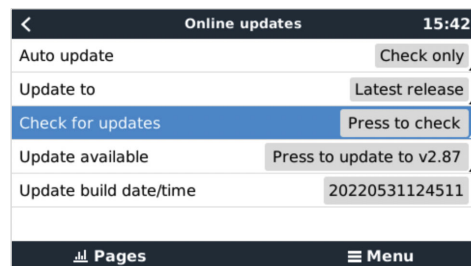 Online updates 15:42
Auto update Check only
Update to Latest release
Check for updates Press to check
Update available Press to update to v2.87
Update build date/time 20220531124511
Pages Menu